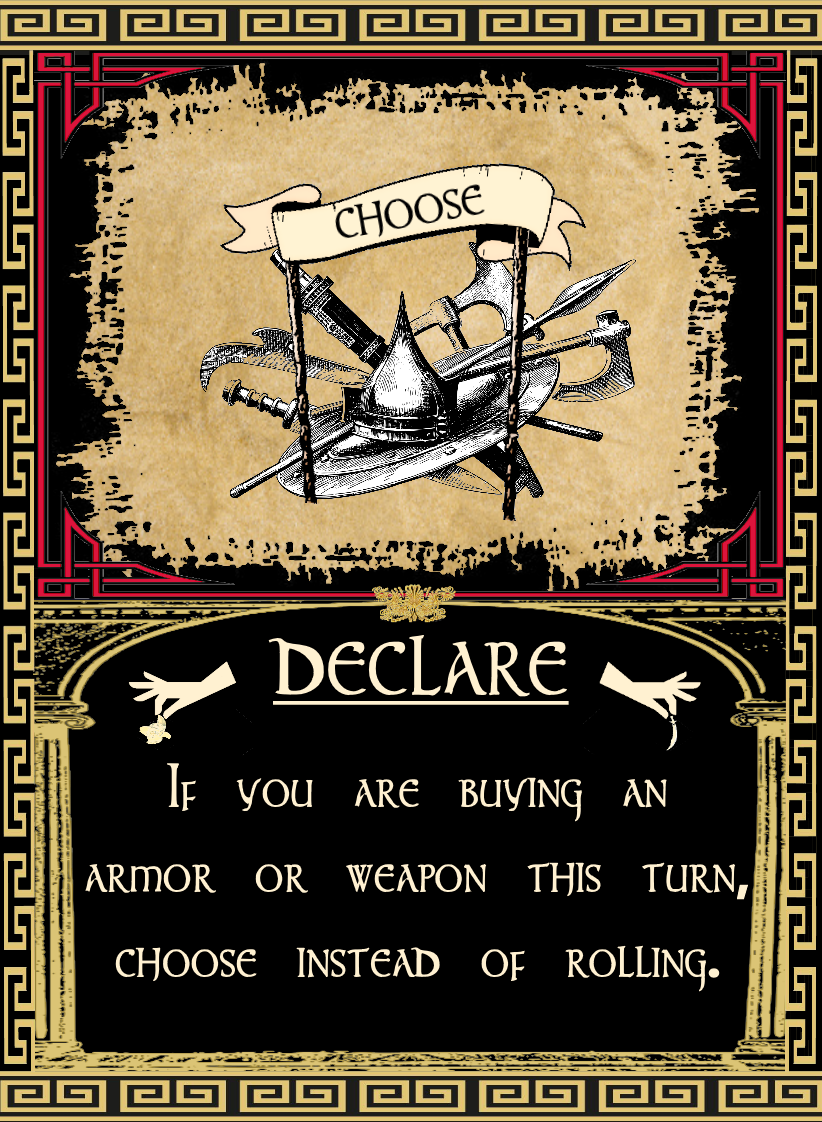 CHOOSE
DECLARE
If you are buying an
armor or weapon this turn,
choose instead of rolling.